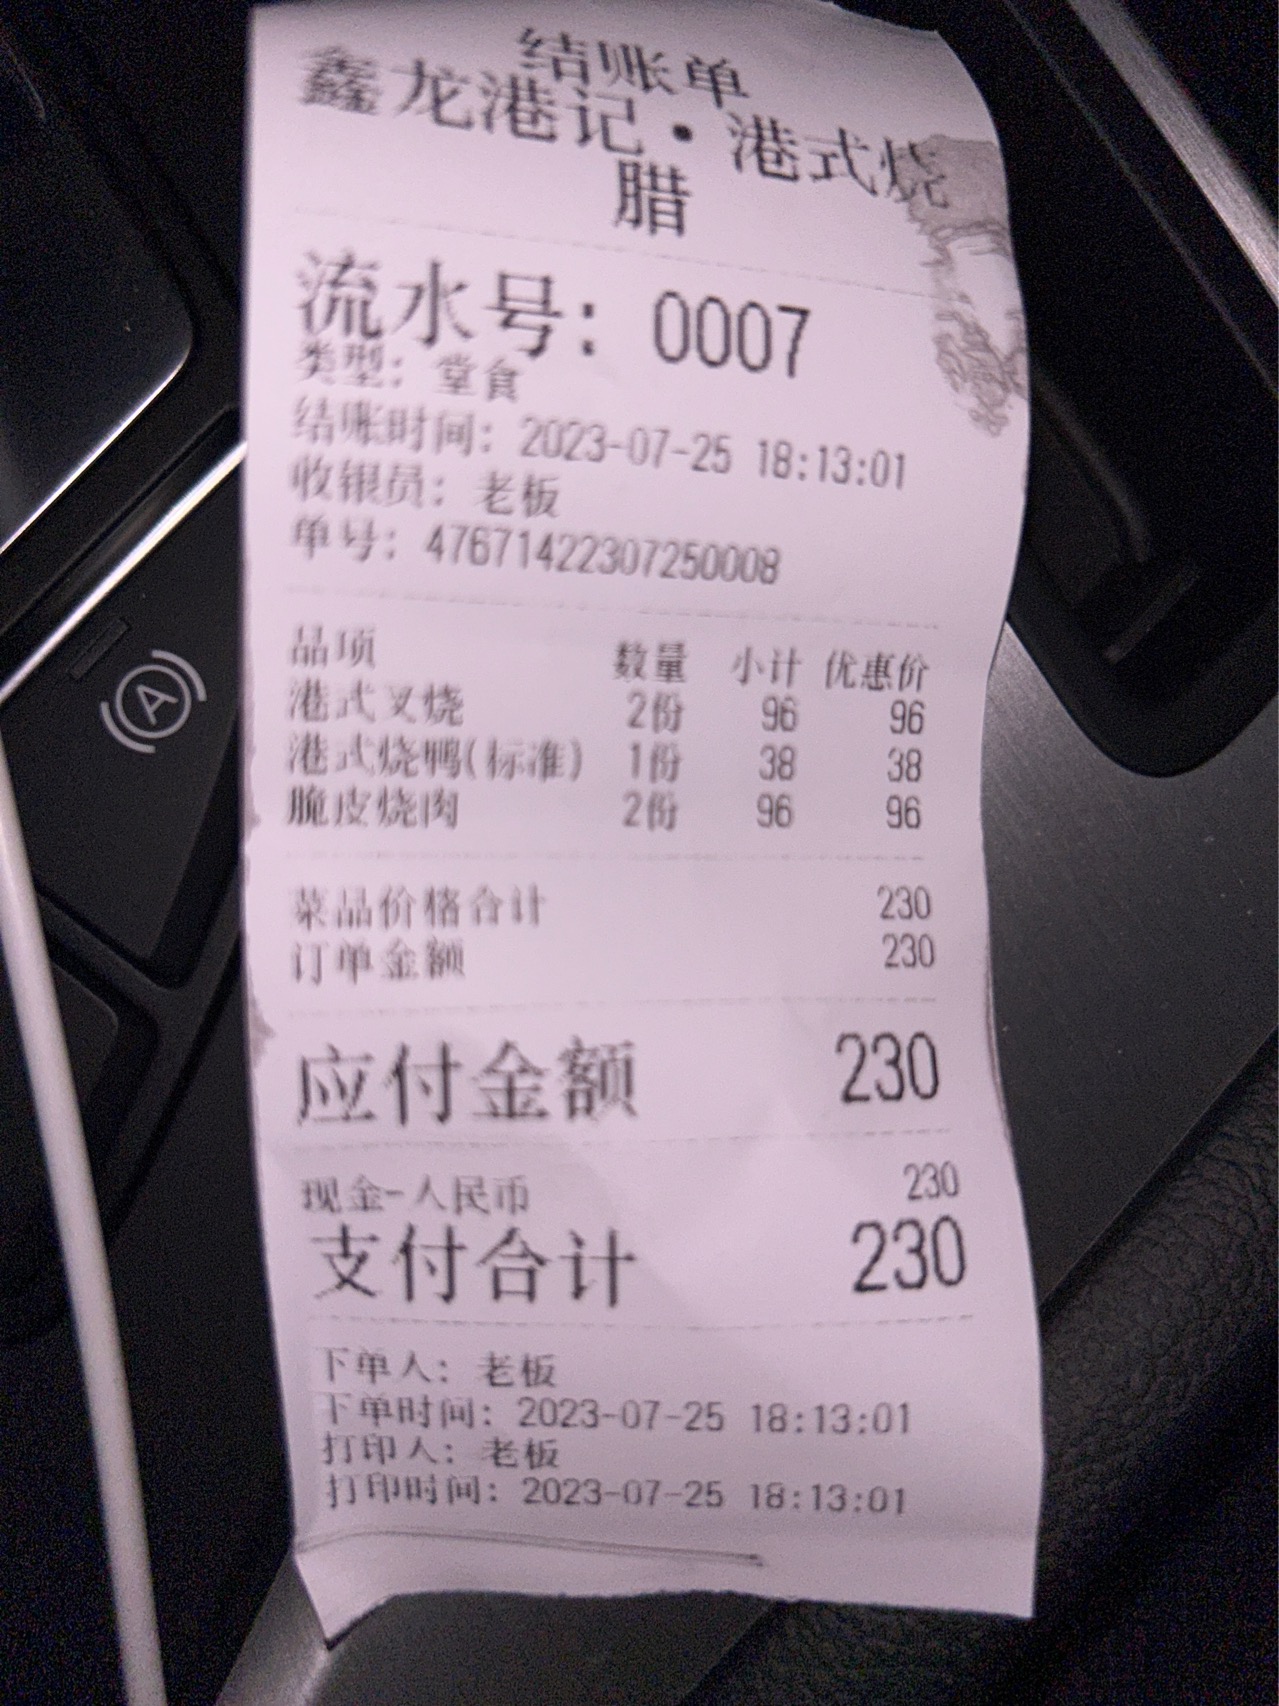 结账单
鑫龙港记·港式烧
腊
流水号：0007
类型：堂食
结账时间：2023-07-25 18:13:01
收银员：老板
单号：47671422307250008
品项 数量 小计 优惠价
港式叉烧 2份 96 96
港式烧鸭(标准) 1份 38 38
脆皮烧肉 2份 96 96
菜品价格合计 230
订单金额 230
应付金额 230
现金-人民币 230
支付合计 230
下单人：老板
下单时间：2023-07-25 18:13:01
打印人：老板
打印时间：2023-07-25 18:13:01
A